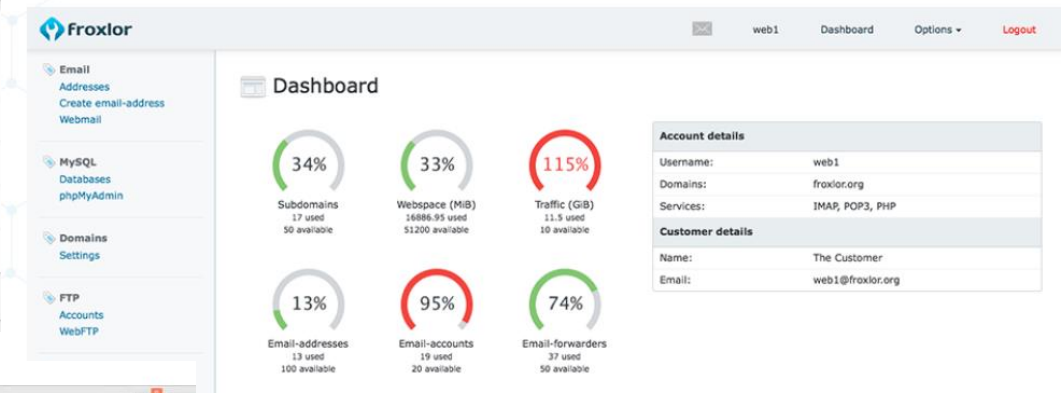 froxlor
web1 Dashboard Options Logout
Email
Addresses
Create email-address
Webmail
MySQL
Databases
phpMyAdmin
Domains
Settings
FTP
Accounts
WebFTP
Dashboard
34% 33% 115%
Subdomains Webspace (MiB) Traffic (GiB)
17 used 16886.95 used 11.5 used
50 available 51200 available 10 available
13% 95% 74%
Email-addresses Email-accounts Email-forwarders
13 used 19 used 37 used
100 available 20 available 50 available
Account details
Username: web1
Domains: froxlor.org
Services: IMAP, POP3, PHP
Customer details
Name: The Customer
Email: web1@froxlor.org